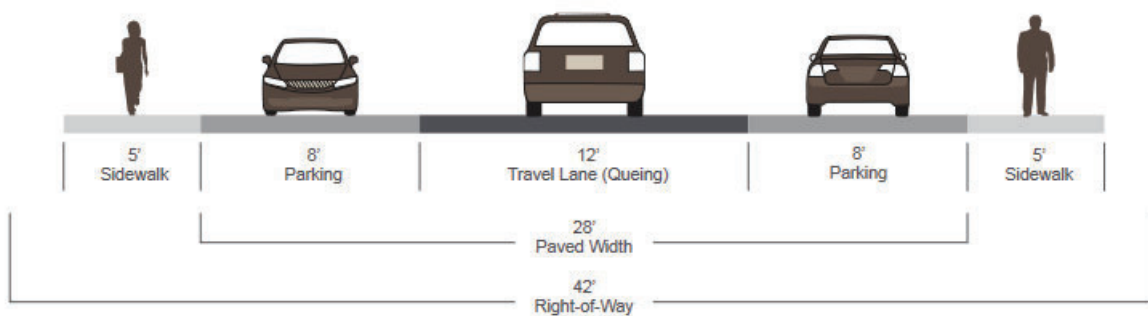 5’
Sidewalk
8’
Parking
12’
Travel Lane (Queing)
8’
Parking
5’
Sidewalk
28’
Paved Width
42’
Right-of-Way